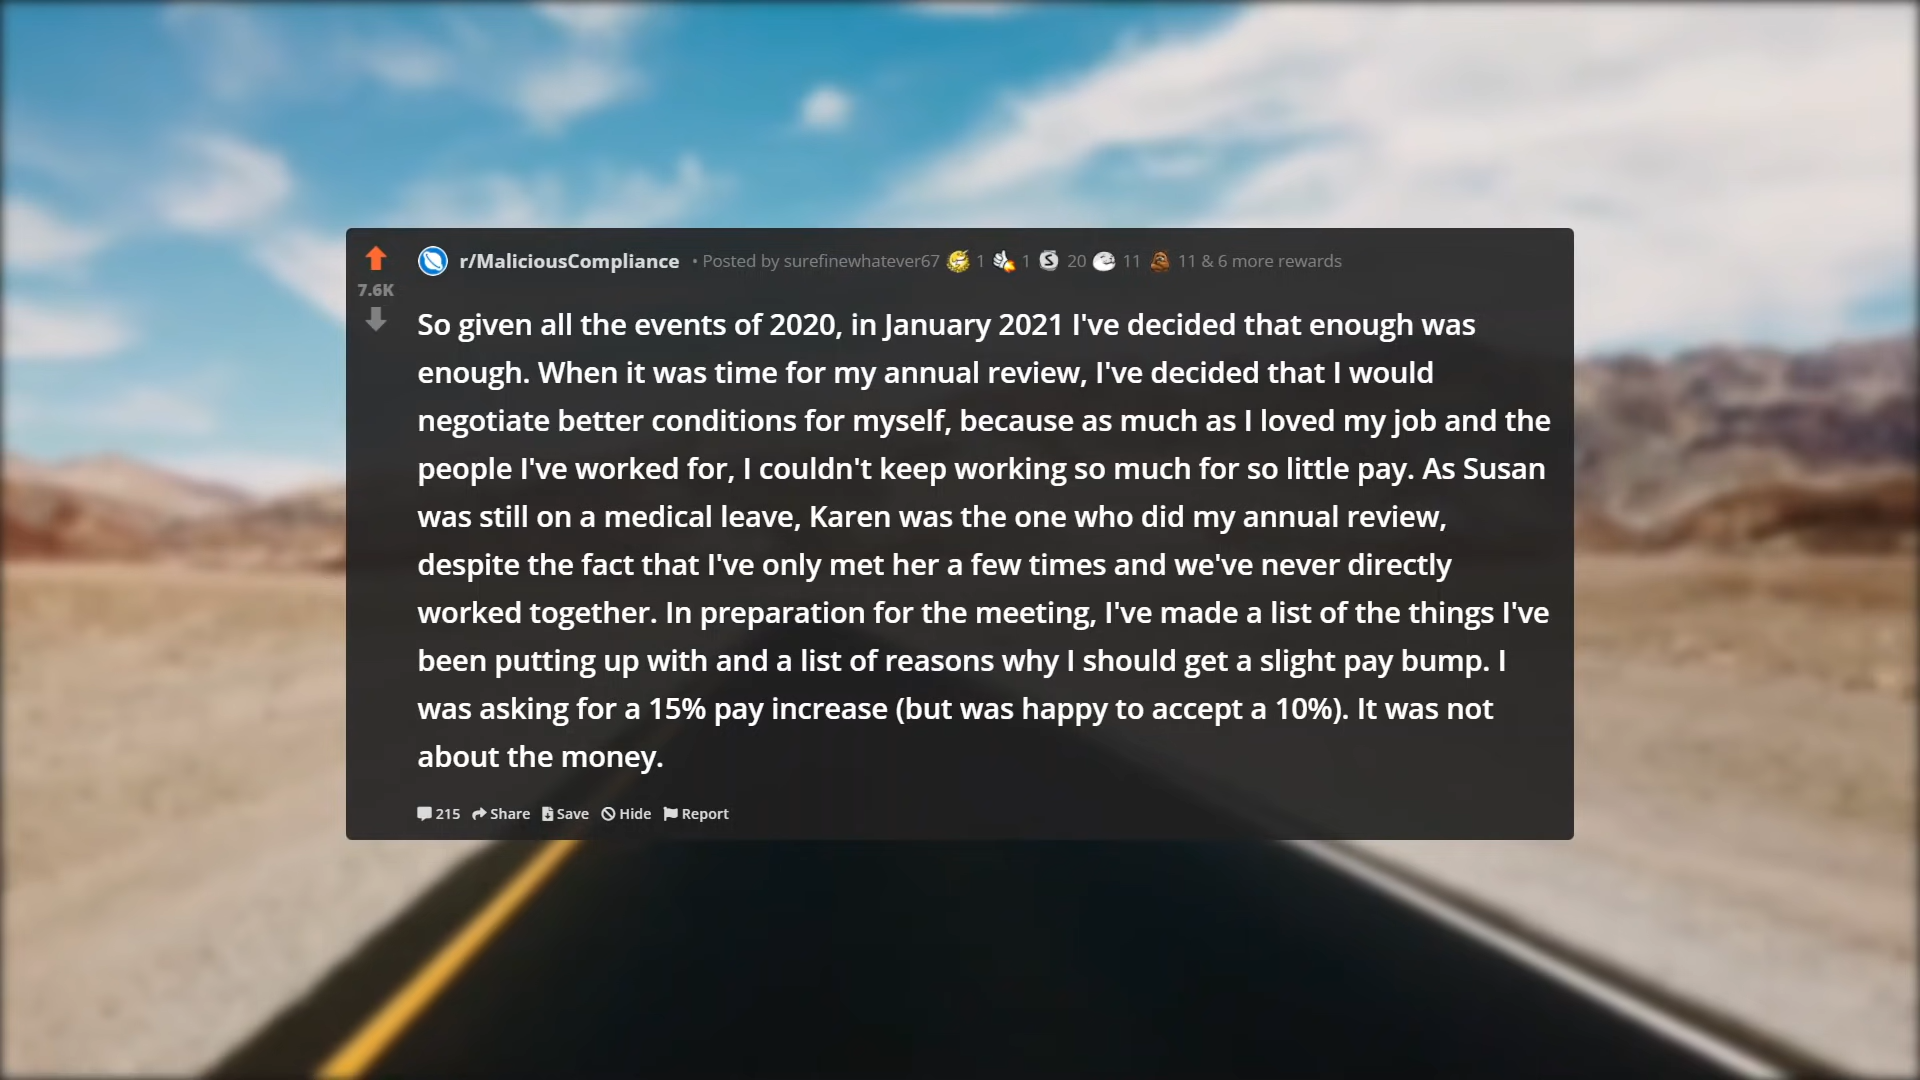 r/MaliciousCompliance • Posted by surefinewhatever67 1 1 20 11 11 & 6 more rewards
7.6K
So given all the events of 2020, in January 2021 I've decided that enough was
enough. When it was time for my annual review, I've decided that I would
negotiate better conditions for myself, because as much as I loved my job and the
people I've worked for, I couldn't keep working so much for so little pay. As Susan
was still on a medical leave, Karen was the one who did my annual review,
despite the fact that I've only met her a few times and we've never directly
worked together. In preparation for the meeting, I've made a list of the things I've
been putting up with and a list of reasons why I should get a slight pay bump. I
was asking for a 15% pay increase (but was happy to accept a 10%). It was not
about the money.
215 Share Save Hide Report